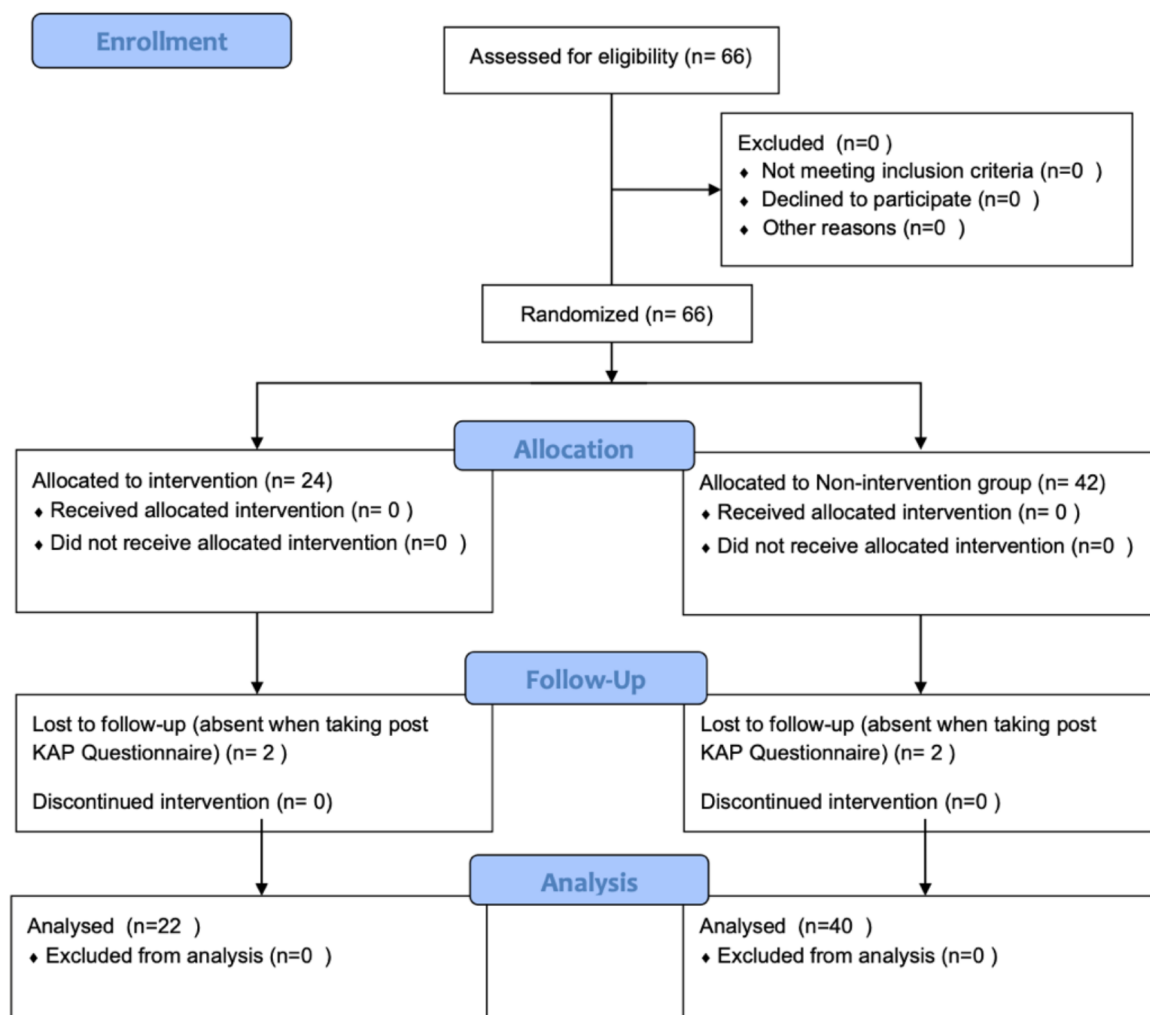 Enrollment
Assessed for eligibility (n= 66)
Excluded (n=0 )
♦ Not meeting inclusion criteria (n=0 )
♦ Declined to participate (n=0 )
♦ Other reasons (n=0 )
Randomized (n= 66)
Allocation
Allocated to intervention (n= 24)
♦ Received allocated intervention (n= 0 )
♦ Did not receive allocated intervention (n=0 )
Allocated to Non-intervention group (n= 42)
♦ Received allocated intervention (n= 0 )
♦ Did not receive allocated intervention (n=0 )
Follow-Up
Lost to follow-up (absent when taking post
KAP Questionnaire) (n= 2 )
Discontinued intervention (n= 0)
Lost to follow-up (absent when taking post
KAP Questionnaire) (n= 2 )
Discontinued intervention (n=0 )
Analysis
Analysed (n=22 )
♦ Excluded from analysis (n=0 )
Analysed (n=40 )
♦ Excluded from analysis (n=0 )